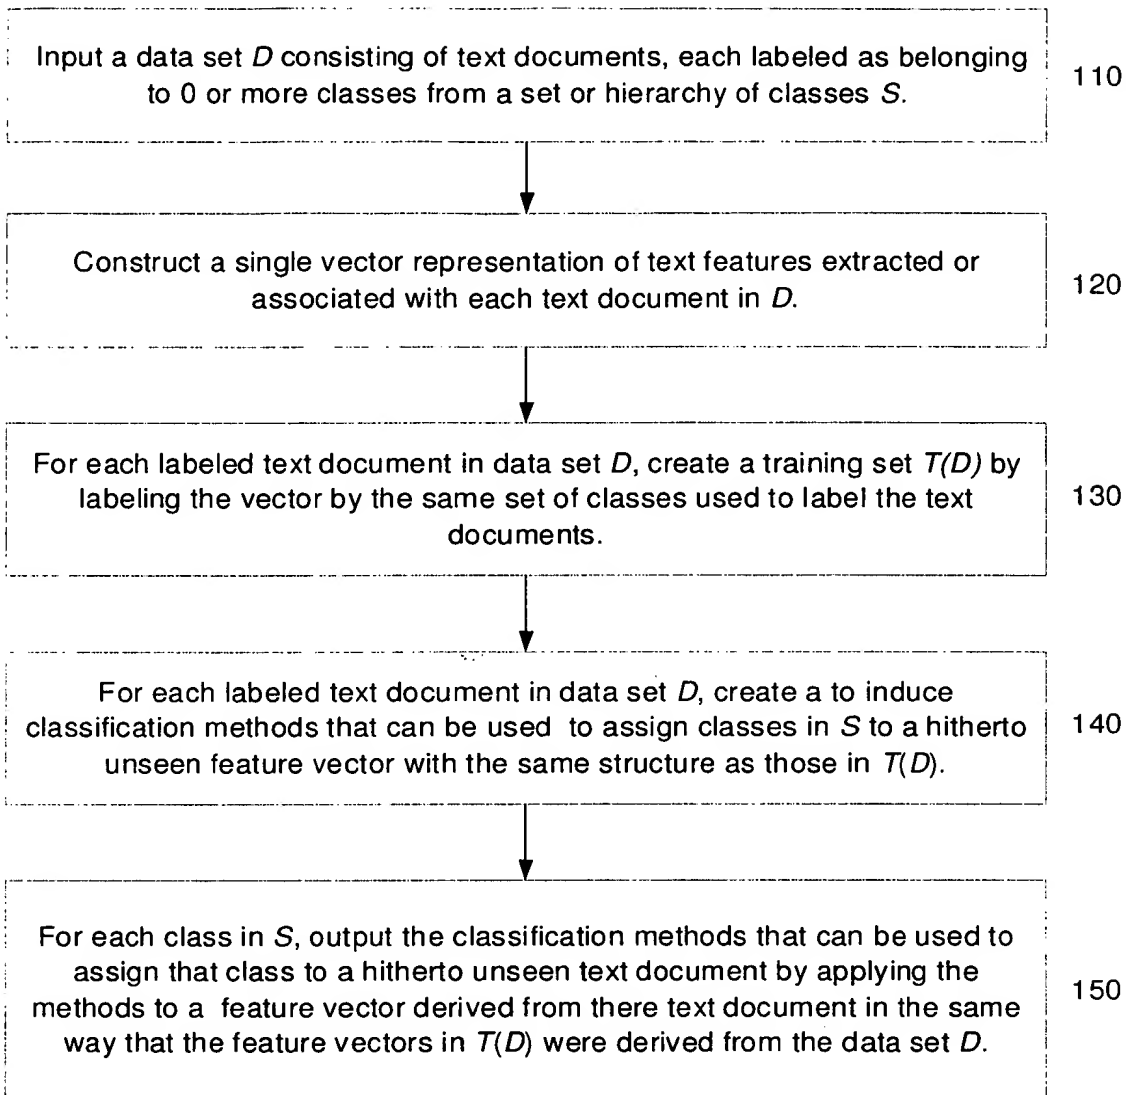 Input a data set D consisting of text documents, each labeled as belonging
to 0 or more classes from a set or hierarchy of classes S.
110
Construct a single vector representation of text features extracted or
associated with each text document in D.
120
For each labeled text document in data set D, create a training set T(D) by
labeling the vector by the same set of classes used to label the text
documents.
130
For each labeled text document in data set D, create a to induce
classification methods that can be used to assign classes in S to a hitherto
unseen feature vector with the same structure as those in T(D).
140
For each class in S, output the classification methods that can be used to
assign that class to a hitherto unseen text document by applying the
methods to a feature vector derived from there text document in the same
way that the feature vectors in T(D) were derived from the data set D.
150